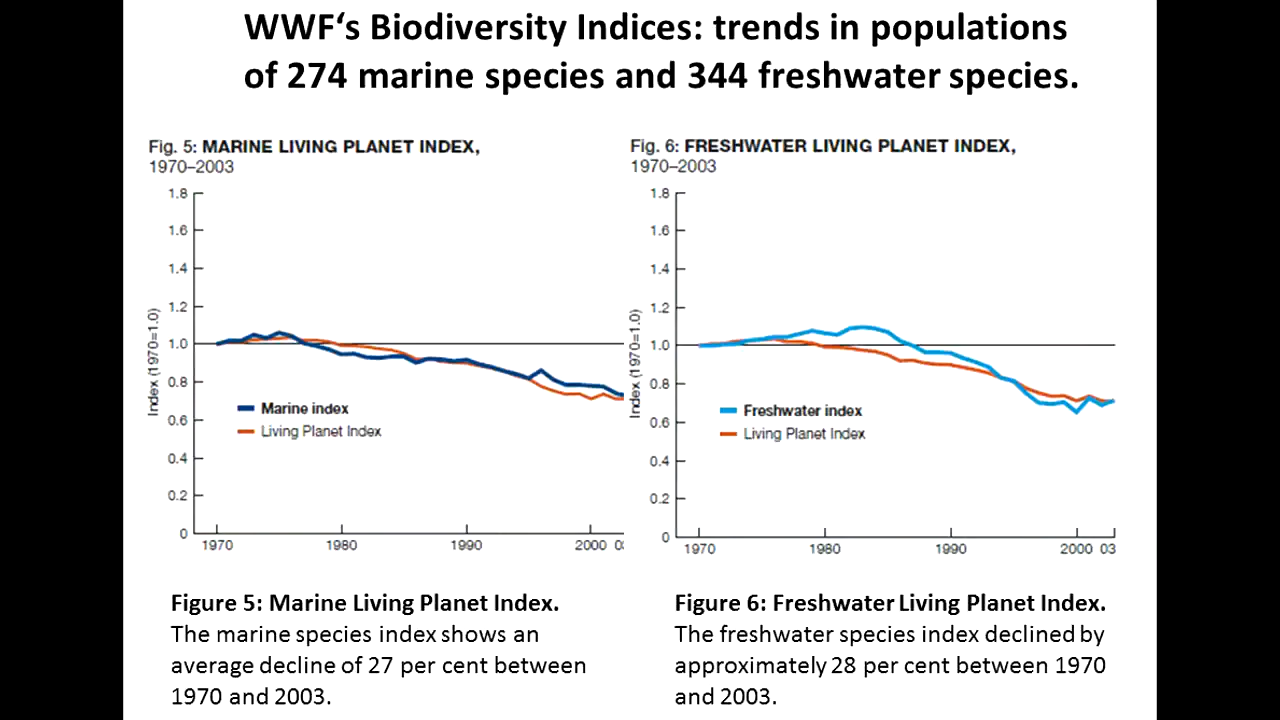 WWF‘s Biodiversity Indices: trends in populations
of 274 marine species and 344 freshwater species.
Fig. 5: MARINE LIVING PLANET INDEX,
1970–2003
1.8
1.6
1.4
1.2
1.0
0.8
0.6
0.4
0.2
0
Index (1970=1.0)
Marine index
Living Planet Index
1970 1980 1990 2000 03
Fig. 6: FRESHWATER LIVING PLANET INDEX,
1970–2003
1.8
1.6
1.4
1.2
1.0
0.8
0.6
0.4
0.2
0
Index (1970=1.0)
Freshwater index
Living Planet Index
1970 1980 1990 2000 03
Figure 5: Marine Living Planet Index.
The marine species index shows an
average decline of 27 per cent between
1970 and 2003.
Figure 6: Freshwater Living Planet Index.
The freshwater species index declined by
approximately 28 per cent between 1970
and 2003.